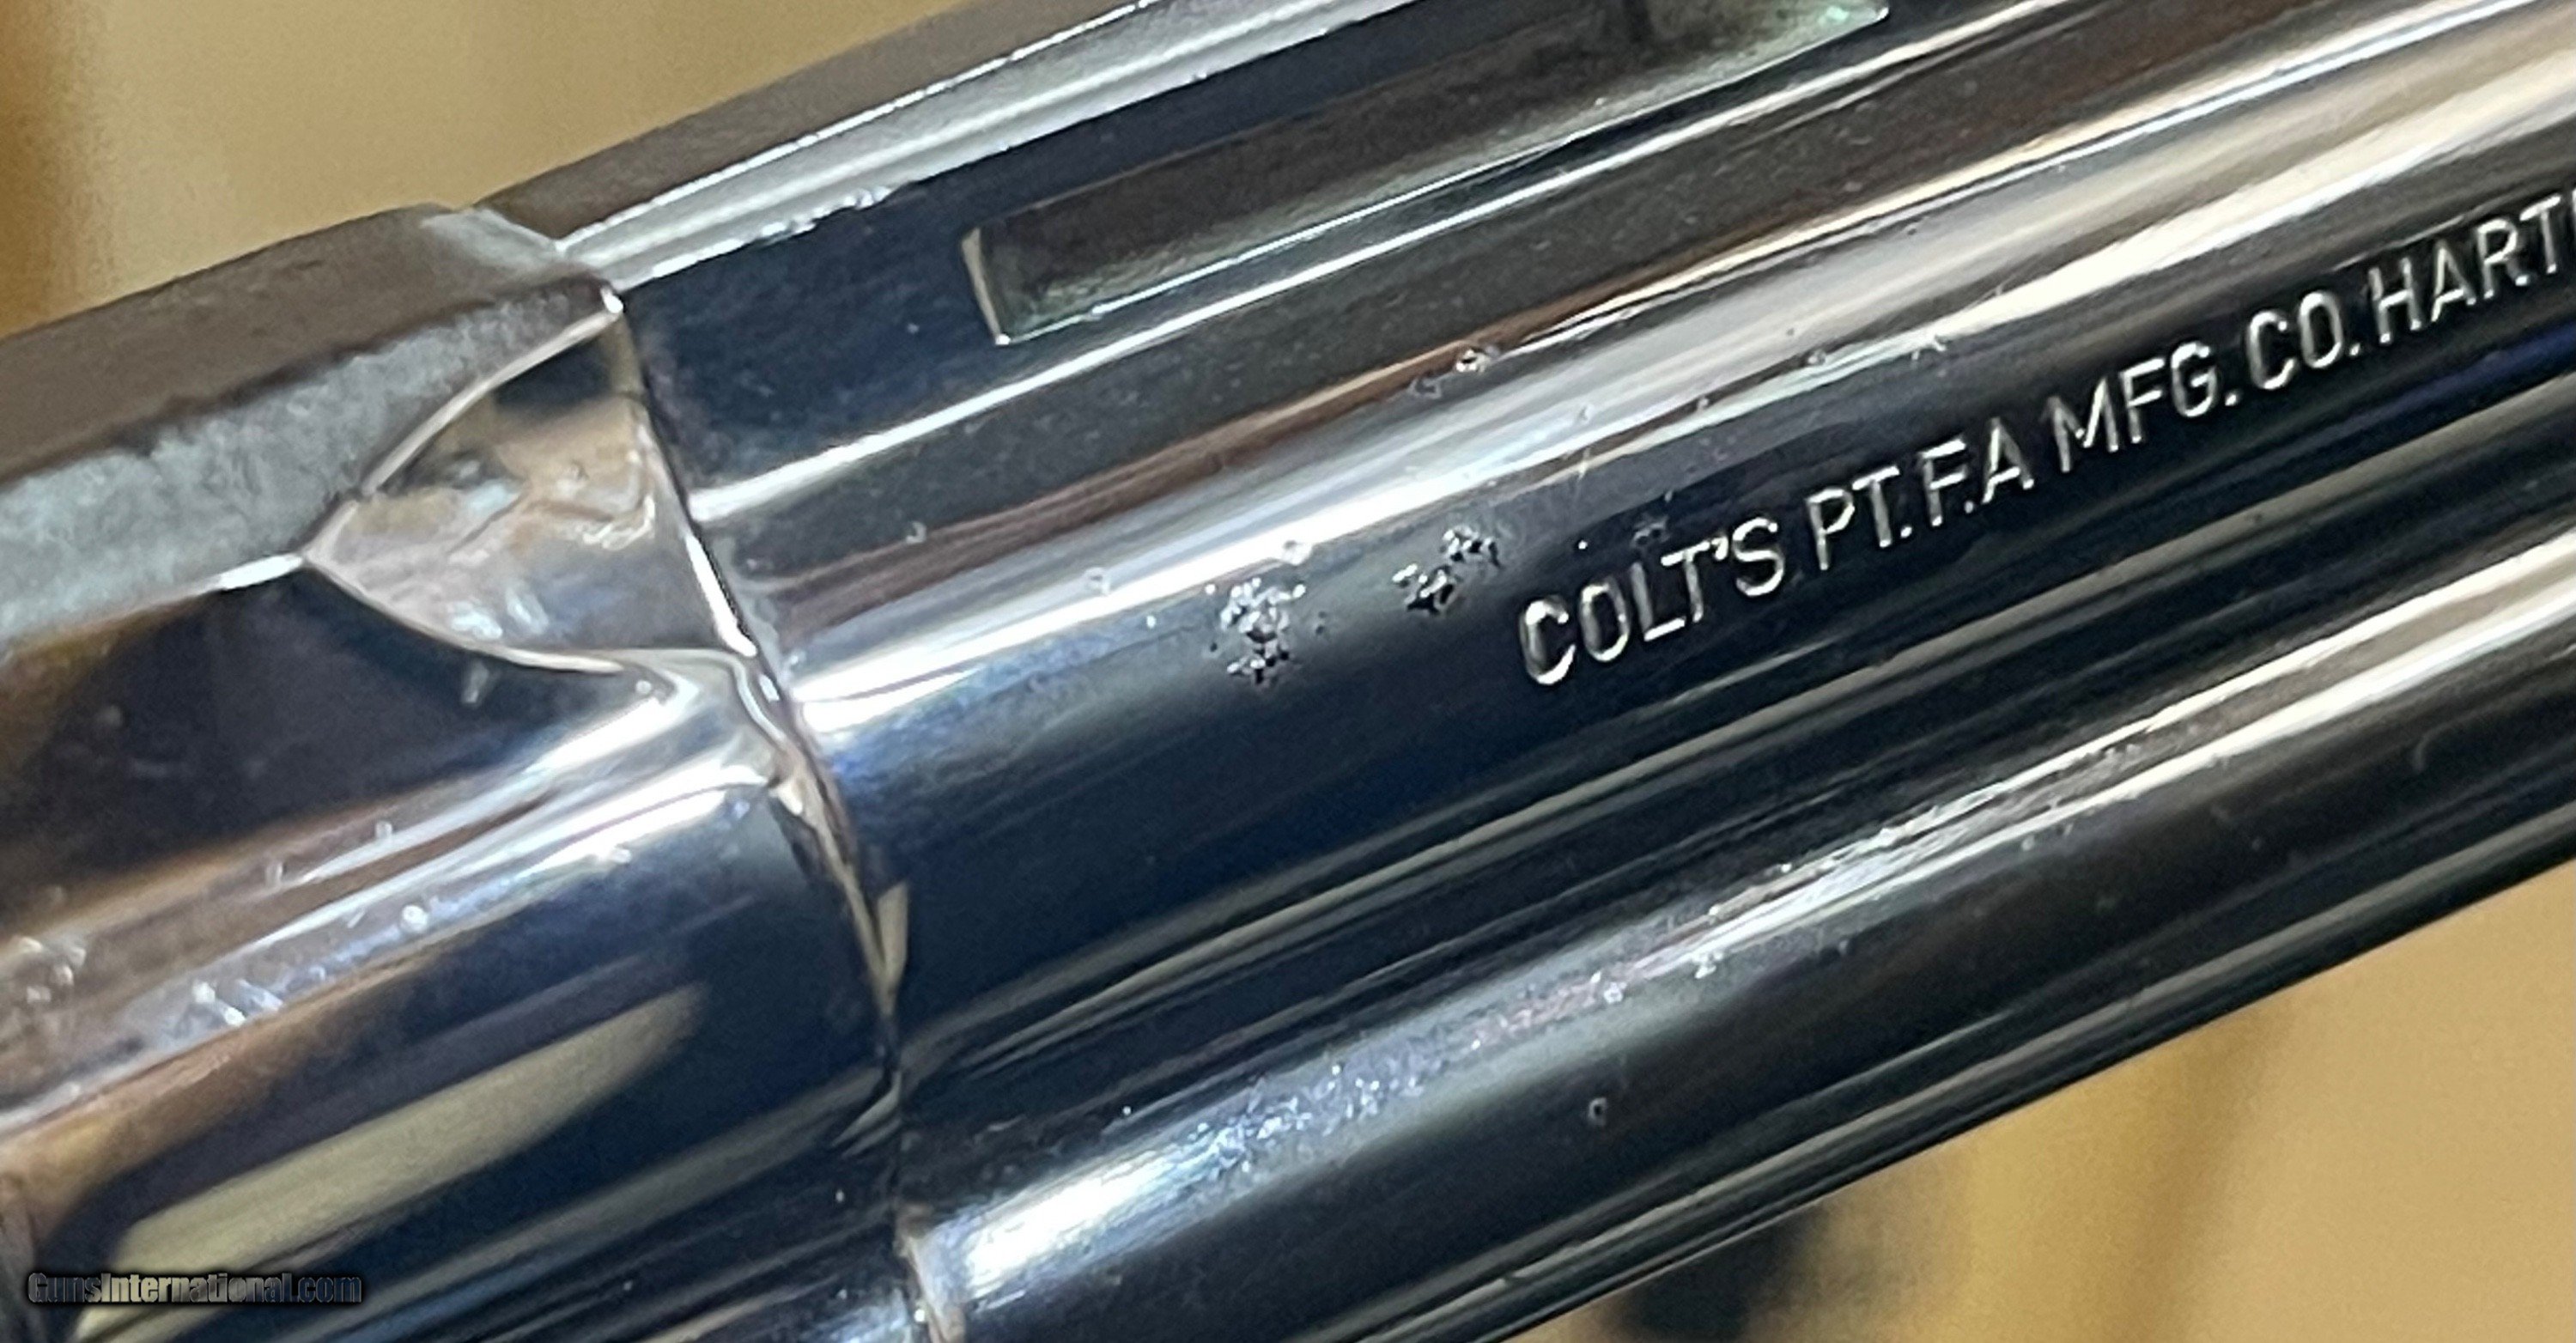 COLT'S PT.F.A MFG. CO. HART
GunsInternational.com